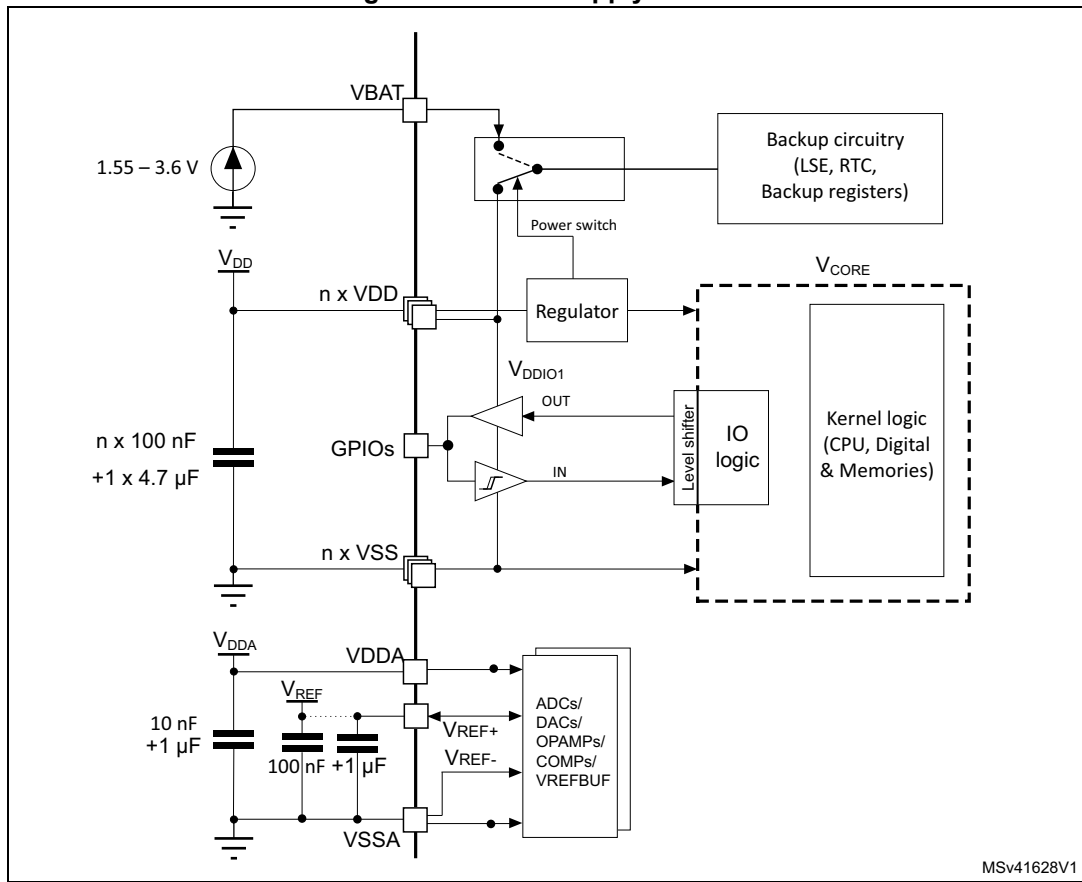 VBAT
1.55 – 3.6 V
Backup circuitry
(LSE, RTC,
Backup registers)
Power switch
VDD
VCORE
n x VDD
Regulator
VDDIO1
OUT
n x 100 nF
+1 x 4.7 µF
GPIOs
Level shifter
IO
logic
Kernel logic
(CPU, Digital
& Memories)
IN
n x VSS
VDDA
VDDA
VREF
10 nF
+1 µF
100 nF
+1 µF
VREF+
VREF-
ADCs/
DACs/
OPAMPs/
COMPs/
VREFBUF
VSSA
MSv41628V1